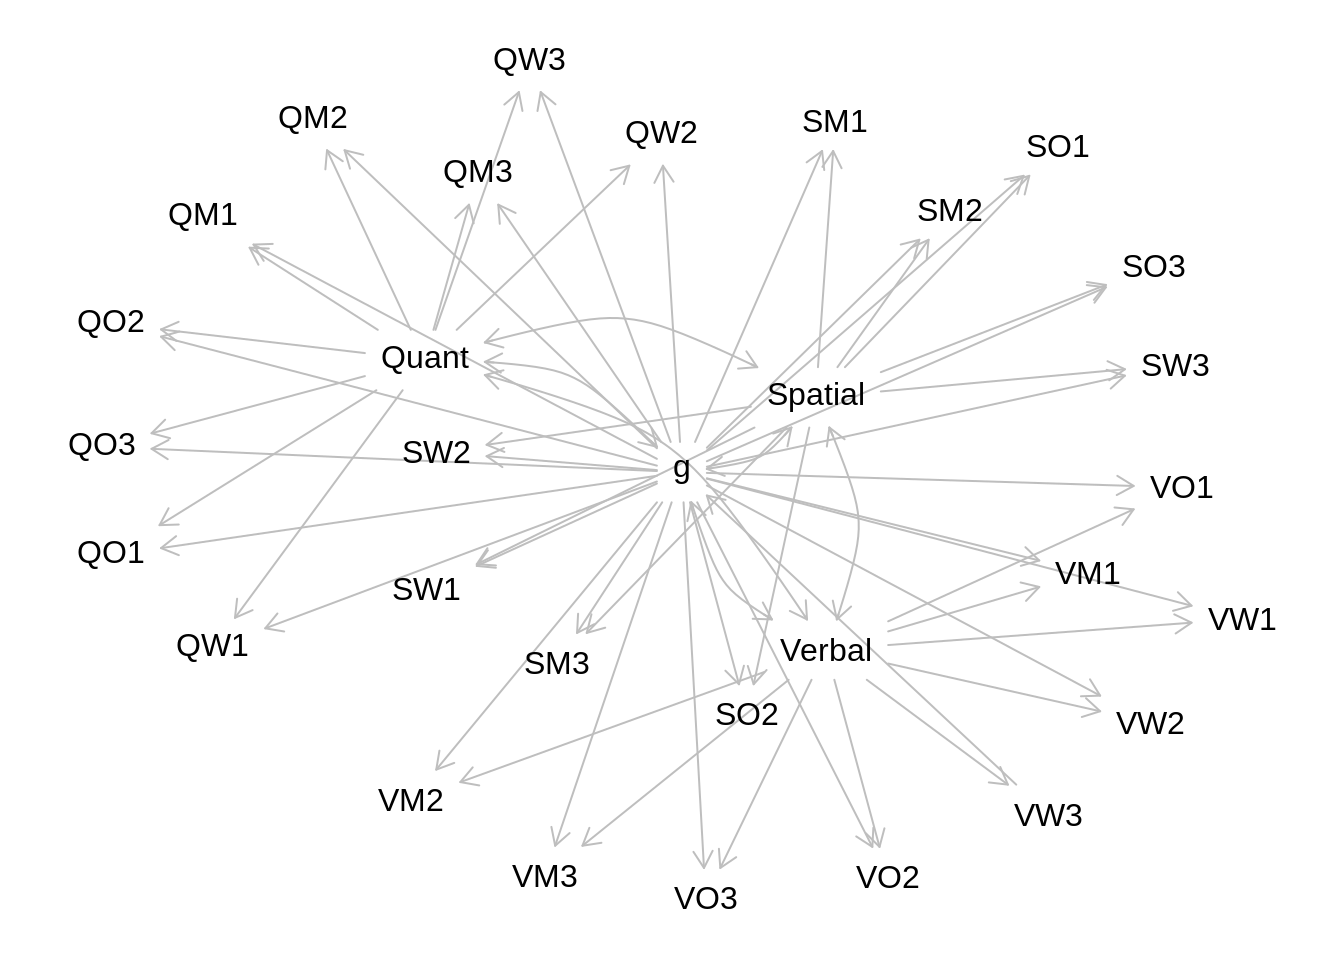 QW3
QM2
SM1
QW2
SO1
QM3
SM2
QM1
SO3
QO2
Quant
SW3
Spatial
QO3
SW2
g
VO1
QO1
VM1
SW1
VW1
QW1
Verbal
SM3
SO2
VW2
VM2
VW3
VM3
VO2
VO3